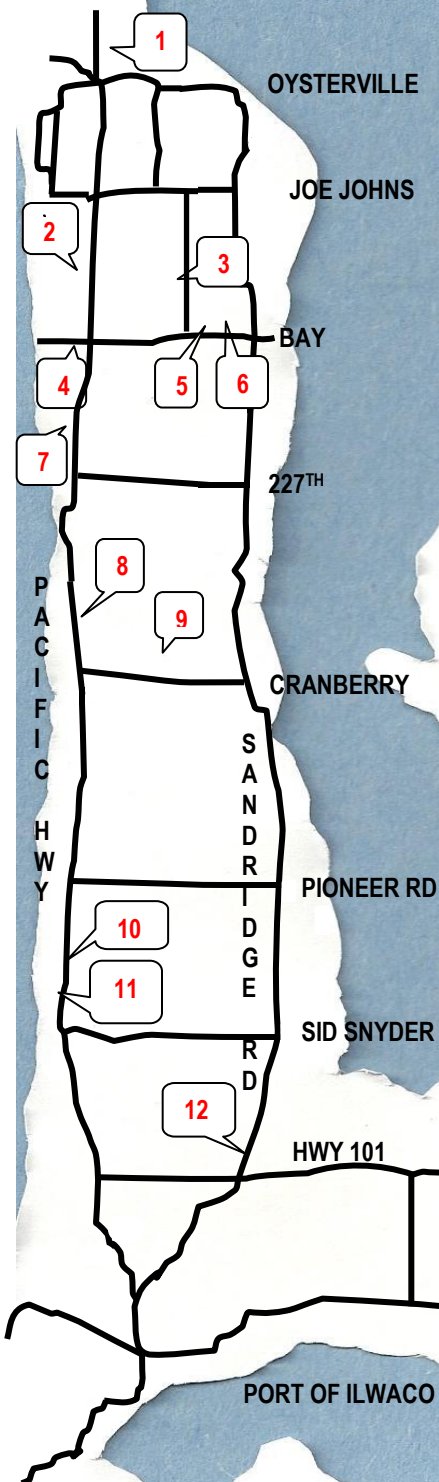 1
OYSTERVILLE
JOE JOHNS
2
3
BAY
4
5
6
7
227TH
8
9
PACIFIC HWY
CRANBERRY
SANDRIDGE RD
PIONEER RD
10
11
SID SNYDER
12
HWY 101
PORT OF ILWACO